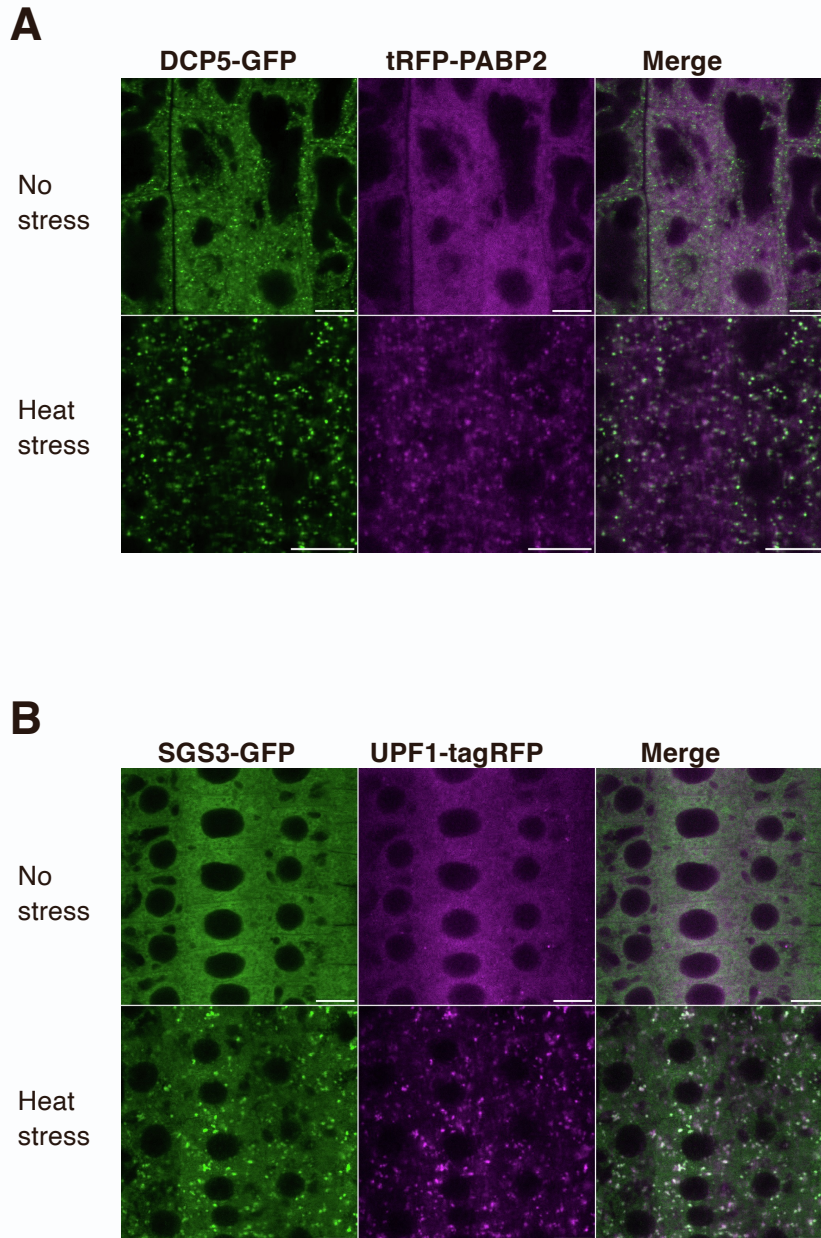 A
DCP5-GFP tRFP-PABP2 Merge
No
stress
Heat
stress
B
SGS3-GFP UPF1-tagRFP Merge
No
stress
Heat
stress